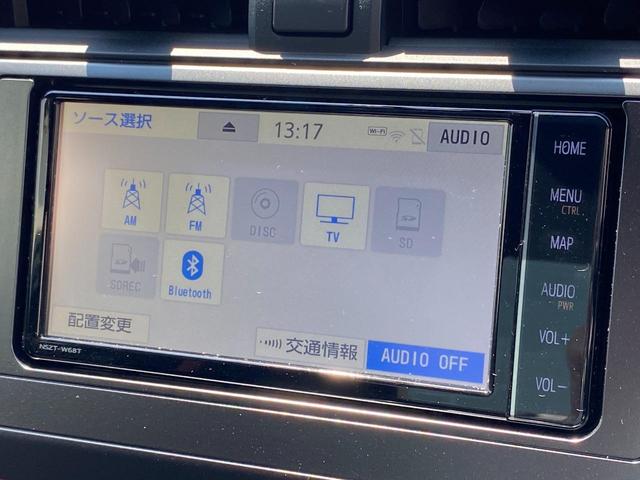 ソース選択
13:17
Wi-Fi
AUDIO
AM
FM
DISC
TV
SD
SDREC
Bluetooth
配置変更
交通情報
AUDIO OFF
NSZT-W68T
HOME
MENU
CTRL
MAP
AUDIO
PWR
VOL+
VOL-